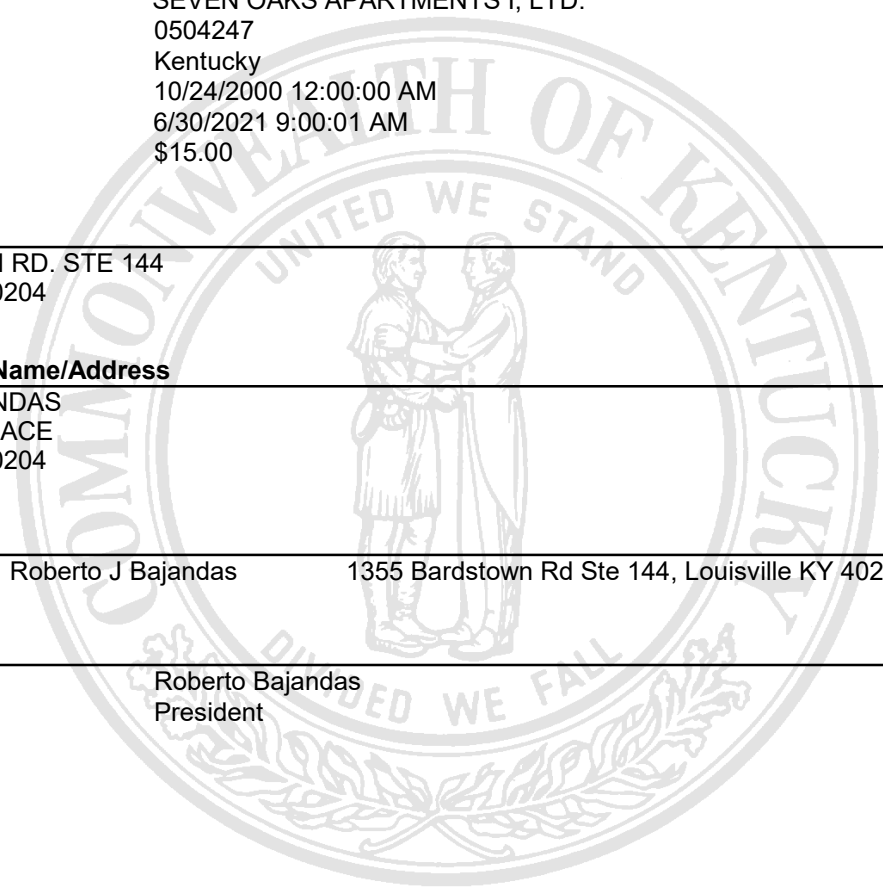 SEVEN OAKS APARTMENTS I, LTD.
0504247
Kentucky
10/24/2000 12:00:00 AM
6/30/2021 9:00:01 AM
$15.00
RD. STE 144
0204
Name/Address
NDAS
ACE
0204
Roberto J Bajandas 1355 Bardstown Rd Ste 144, Louisville KY 402
Roberto Bajandas
President
COMMONWEALTH OF KENTUCKY
UNITED WE STAND
DIVIDED WE FALL